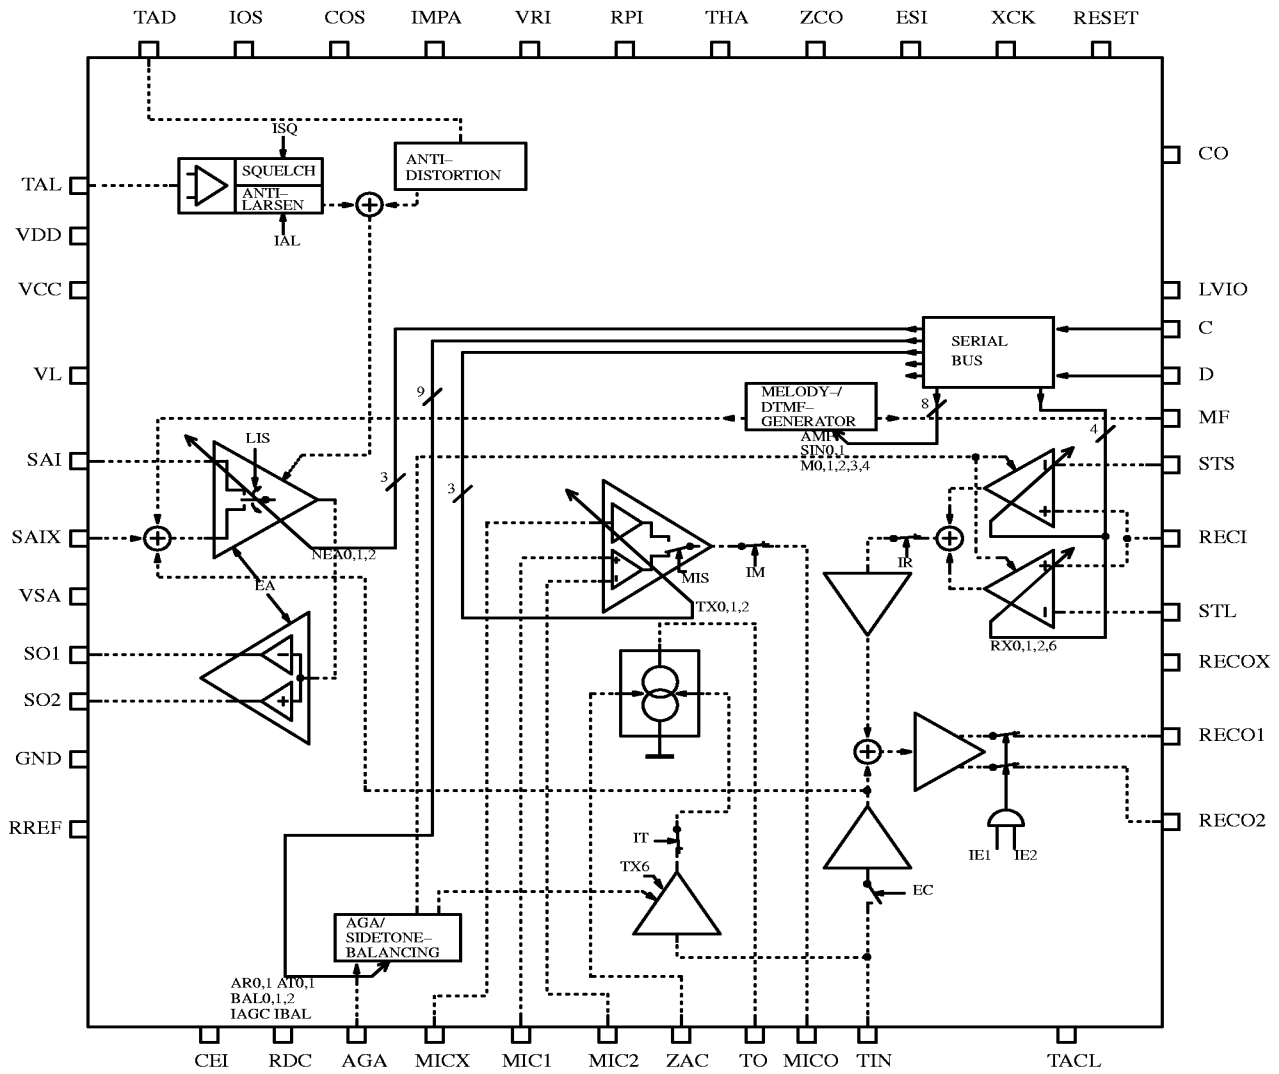 TAD IOS COS IMPA VRI RPI THA ZCO ESI XCK RESET
ISQ
SQUELCH
ANTI–
LARSEN
IAL
ANTI–
DISTORTION
CO
TAL
VDD
VCC
LVIO
C
SERIAL
BUS
VL
D
9
MELODY–/
DTMF–
GENERATOR
8
MF
4
AMP
SIN0,1
M0,1,2,3,4
LIS
SAI
STS
3
3
SAIX
RECI
NEA0,1,2
IR
IM
MIS
EA
VSA
TX0,1,2
STL
RX0,1,2,6
SO1
RECOX
SO2
RECO1
GND
RREF
RECO2
IT
IE1 IE2
TX6
EC
AGA/
SIDETONE–
BALANCING
AR0,1 AT0,1
BAL0,1,2
IAGC IBAL
CEI RDC AGA MICX MIC1 MIC2 ZAC TO MICO TIN TACL